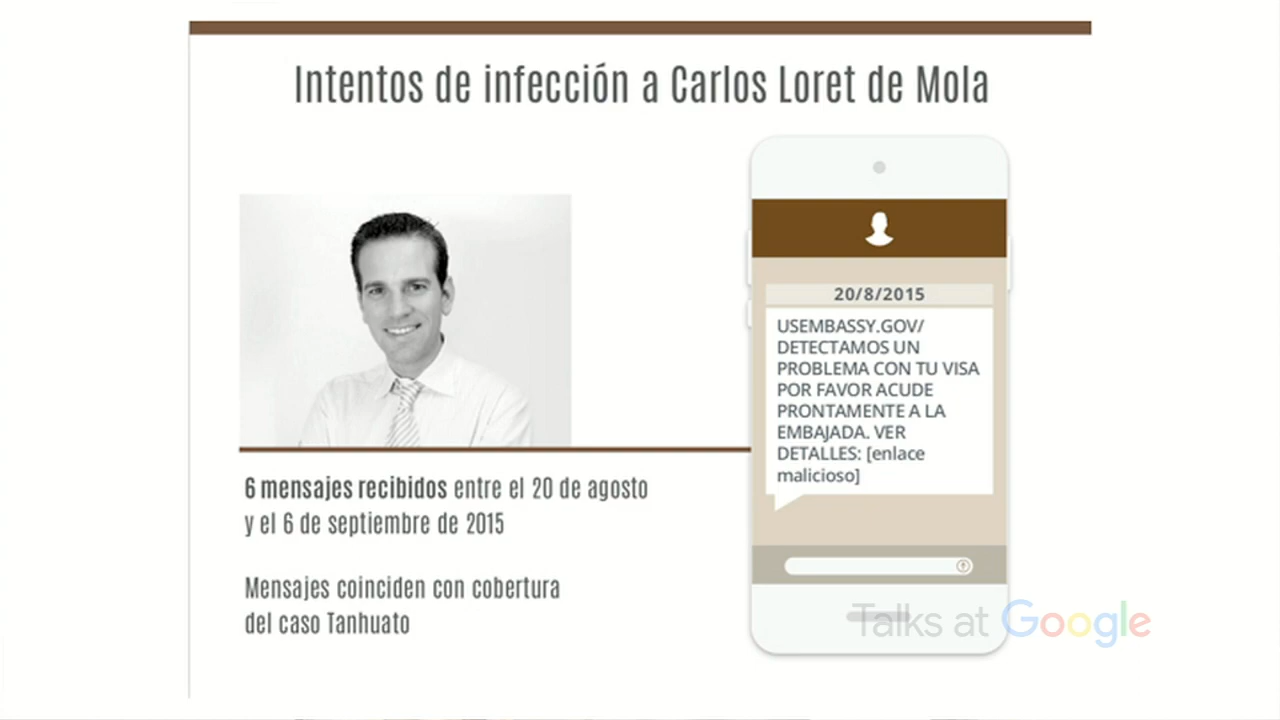 Intentos de infección a Carlos Loret de Mola
20/8/2015
USEMBASSY.GOV/
DETECTAMOS UN
PROBLEMA CON TU VISA
POR FAVOR ACUDE
PRONTAMENTE A LA
EMBAJADA. VER
DETALLES: [enlace
malicioso]
6 mensajes recibidos entre el 20 de agosto
y el 6 de septiembre de 2015
Mensajes coinciden con cobertura
del caso Tanhuato
Talks at Google